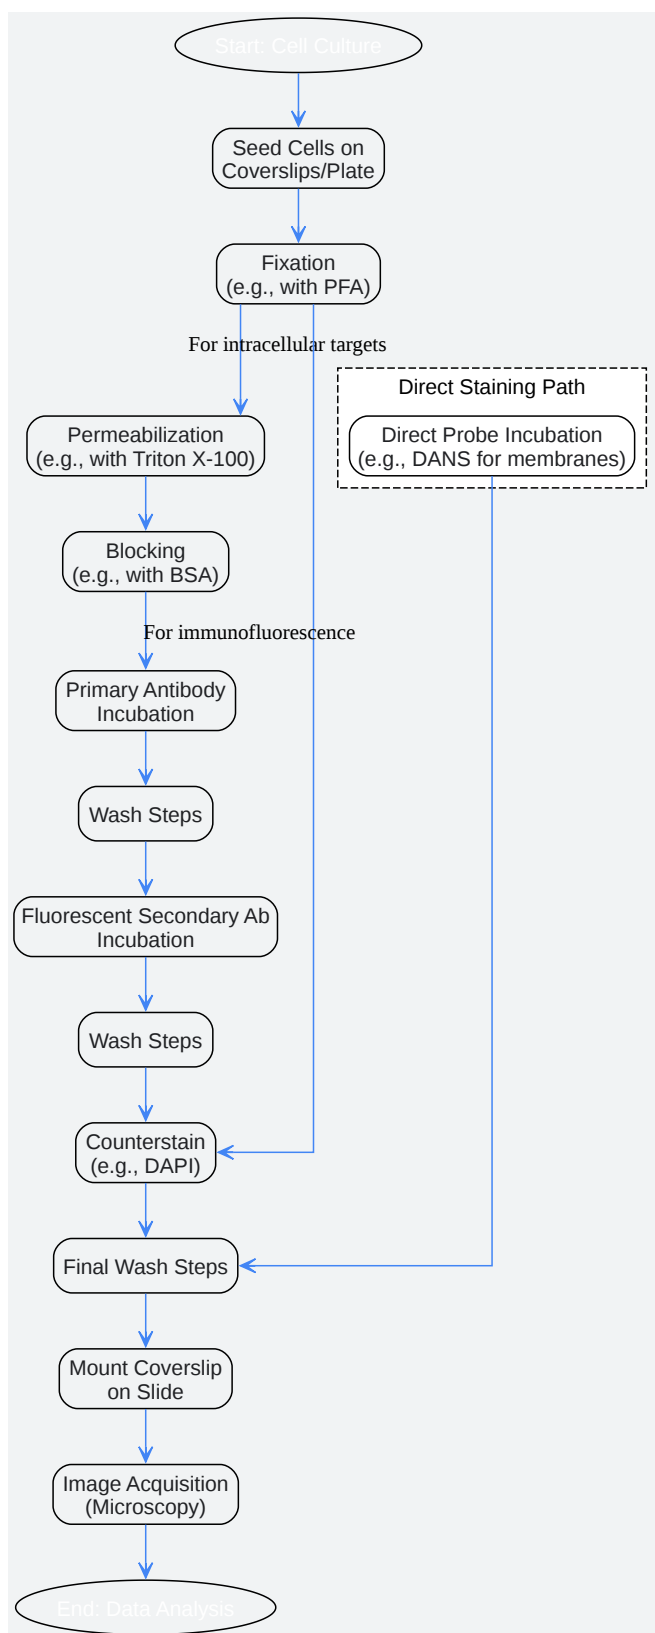 Start: Cell Culture
Seed Cells on
Coverslips/Plate
Fixation
(e.g., with PFA)
For intracellular targets
Direct Staining Path
Permeabilization
(e.g., with Triton X-100)
Direct Probe Incubation
(e.g., DANS for membranes)
Blocking
(e.g., with BSA)
For immunofluorescence
Primary Antibody
Incubation
Wash Steps
Fluorescent Secondary Ab
Incubation
Wash Steps
Counterstain
(e.g., DAPI)
Final Wash Steps
Mount Coverslip
on Slide
Image Acquisition
(Microscopy)
End: Data Analysis